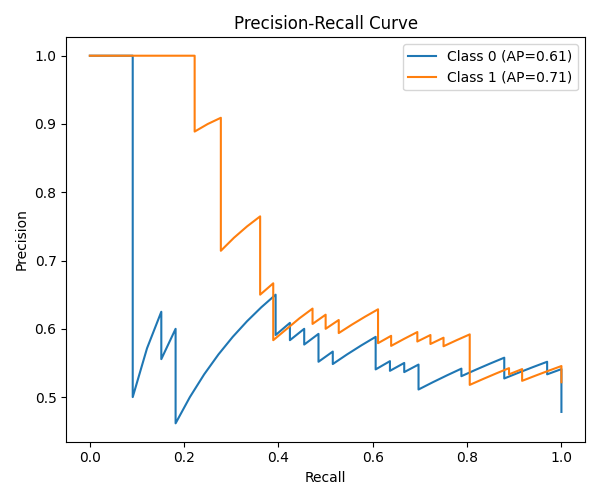 Precision-Recall Curve
Class 0 (AP=0.61)
Class 1 (AP=0.71)
Precision
1.0
0.9
0.8
0.7
0.6
0.5
0.0 0.2 0.4 0.6 0.8 1.0
Recall